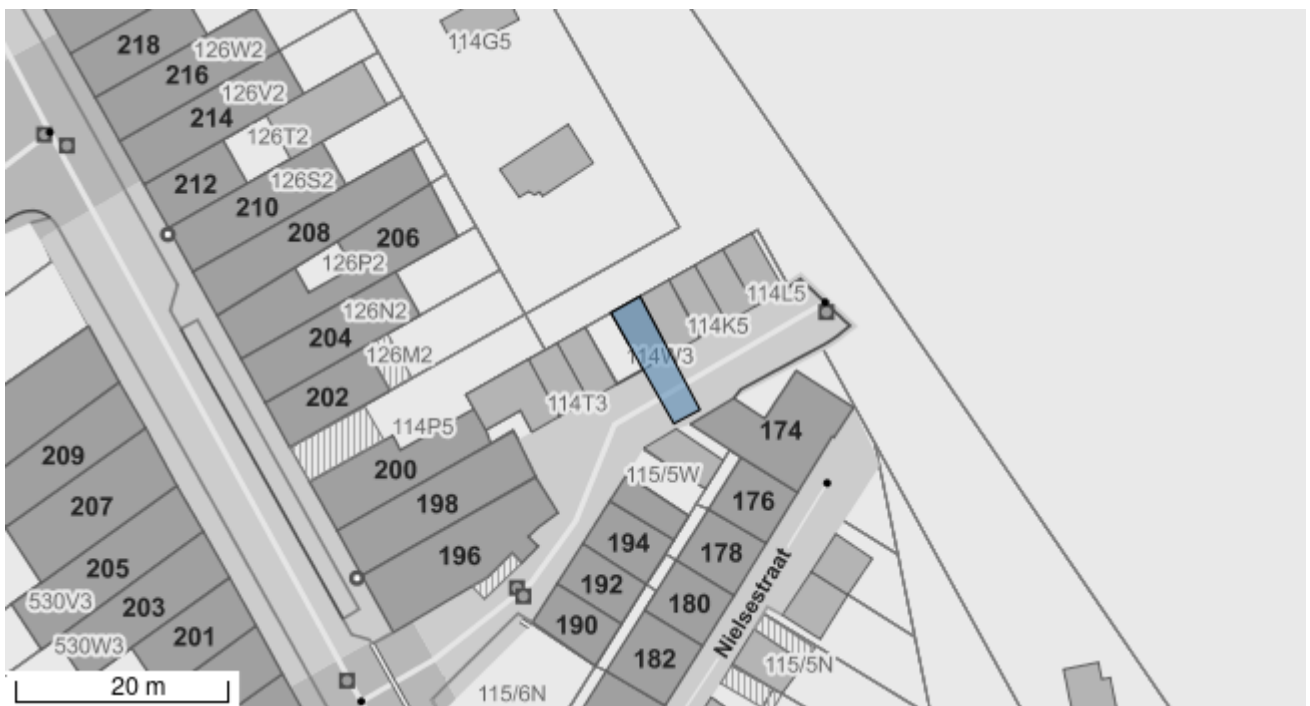 218
126W2
114G5
216
126V2
214
126T2
212
126S2
210
208
206
126P2
114L5
126N2
204
114K5
126M2
114W3
202
114T3
114P5
174
209
200
115/5W
176
207
198
194
178
205
196
192
180
530V3
203
190
Nielsestraat
201
182
530W3
115/5N
20 m
115/6N